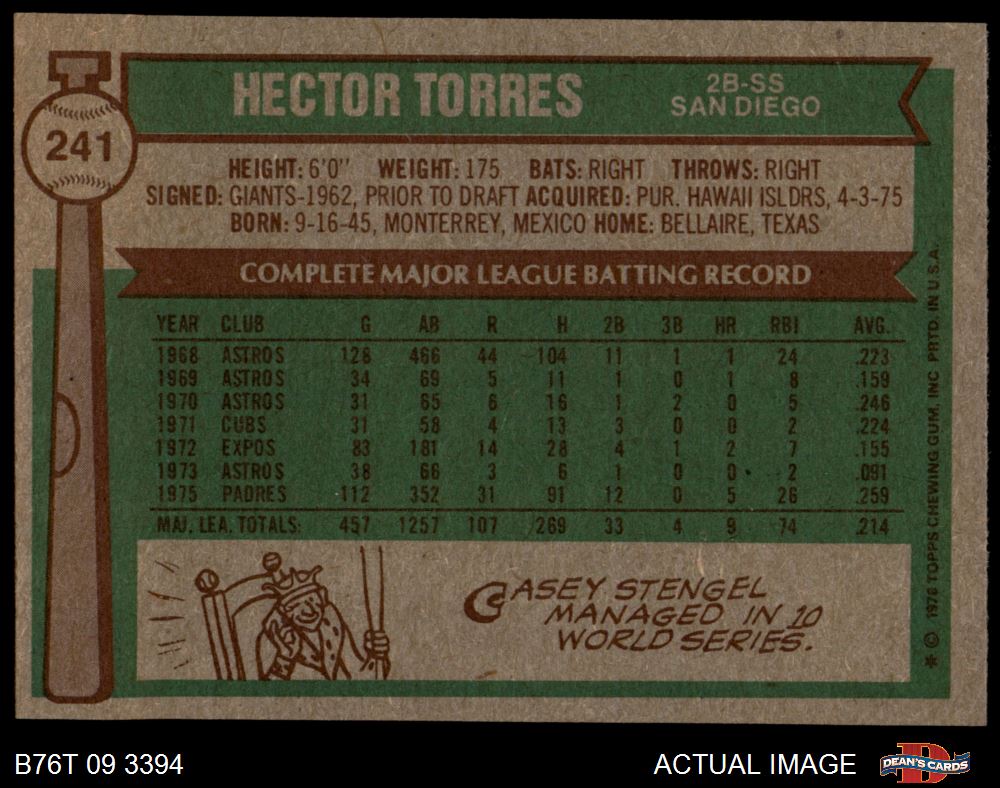 HECTOR TORRES
2B-SS
SAN DIEGO
241
HEIGHT: 6'0" WEIGHT: 175 BATS: RIGHT THROWS: RIGHT
SIGNED: GIANTS-1962, PRIOR TO DRAFT ACQUIRED: PUR. HAWAII ISLDRS, 4-3-75
BORN: 9-16-45, MONTERREY, MEXICO HOME: BELLAIRE, TEXAS
COMPLETE MAJOR LEAGUE BATTING RECORD
YEAR CLUB G AB R H 2B 3B HR RBI AVG.
1968 ASTROS 128 466 44 104 11 1 1 24 .223
1969 ASTROS 34 69 5 11 1 0 1 8 .159
1970 ASTROS 31 65 6 16 1 2 0 5 .246
1971 CUBS 31 58 4 13 3 0 0 2 .224
1972 EXPOS 83 181 14 28 4 1 2 7 .155
1973 ASTROS 38 66 3 6 1 0 0 2 .091
1975 PADRES 112 352 31 91 12 0 5 26 .259
MAJ. LEA. TOTALS: 457 1257 107 269 33 4 9 74 .214
CASEY STENGEL
MANAGED IN 10
WORLD SERIES.
* © 1976 TOPPS CHEWING GUM, INC PRTD. IN U.S.A.
B76T 09 3394
ACTUAL IMAGE
D
DEAN'S CARDS